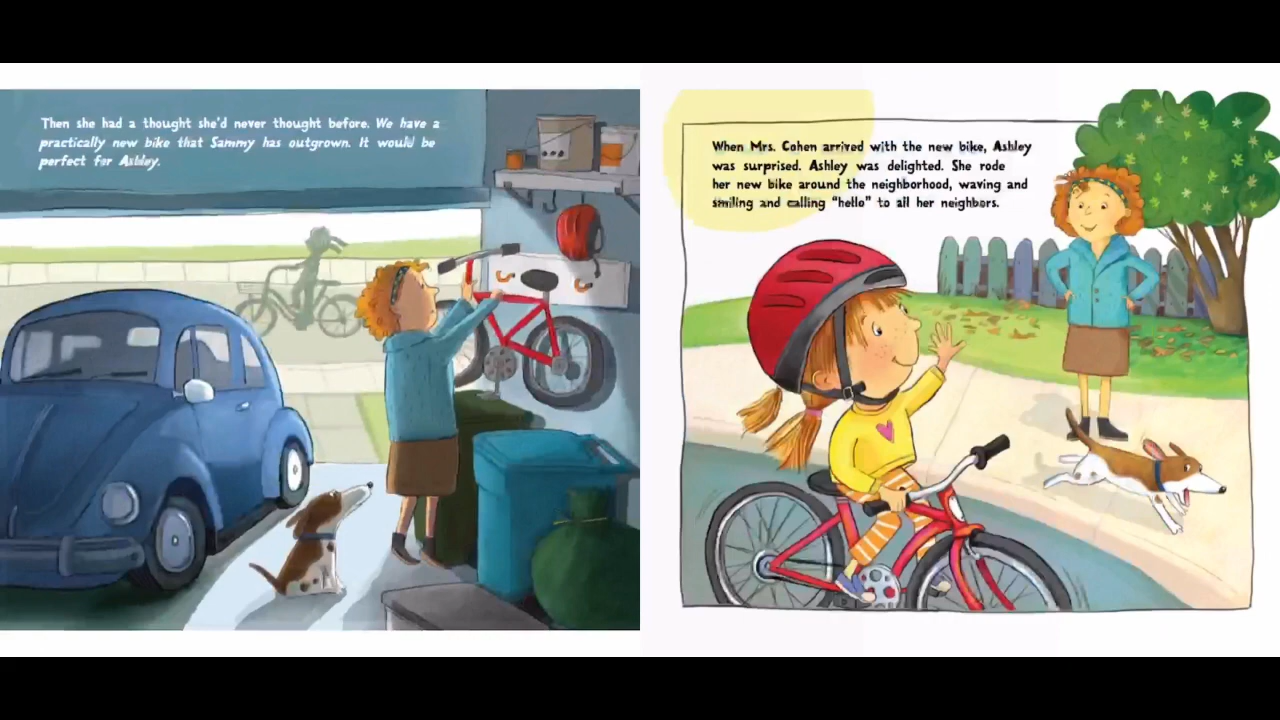 Then she had a thought she'd never thought before. We have a
practically new bike that Sammy has outgrown. It would be
perfect for Ashley.
When Mrs. Cohen arrived with the new bike, Ashley
was surprised. Ashley was delighted. She rode
her new bike around the neighborhood, waving and
smiling and calling “hello” to all her neighbors.